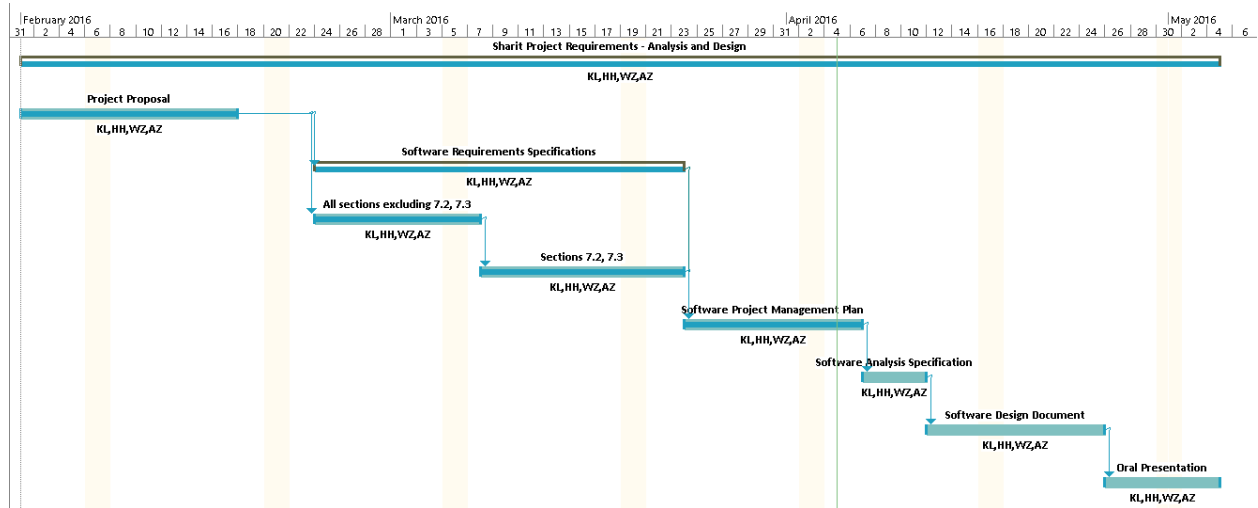 February 2016 March 2016 April 2016 May 2016
31 2 4 6 8 10 12 14 16 18 20 22 24 26 28 1 3 5 7 9 11 13 15 17 19 21 23 25 27 29 31 2 4 6 8 10 12 14 16 18 20 22 24 26 28 30 2 4 6
Sharit Project Requirements - Analysis and Design
KL,HH,WZ,AZ
Project Proposal
KL,HH,WZ,AZ
Software Requirements Specifications
KL,HH,WZ,AZ
All sections excluding 7.2, 7.3
KL,HH,WZ,AZ
Sections 7.2, 7.3
KL,HH,WZ,AZ
Software Project Management Plan
KL,HH,WZ,AZ
Software Analysis Specification
KL,HH,WZ,AZ
Software Design Document
KL,HH,WZ,AZ
Oral Presentation
KL,HH,WZ,AZ